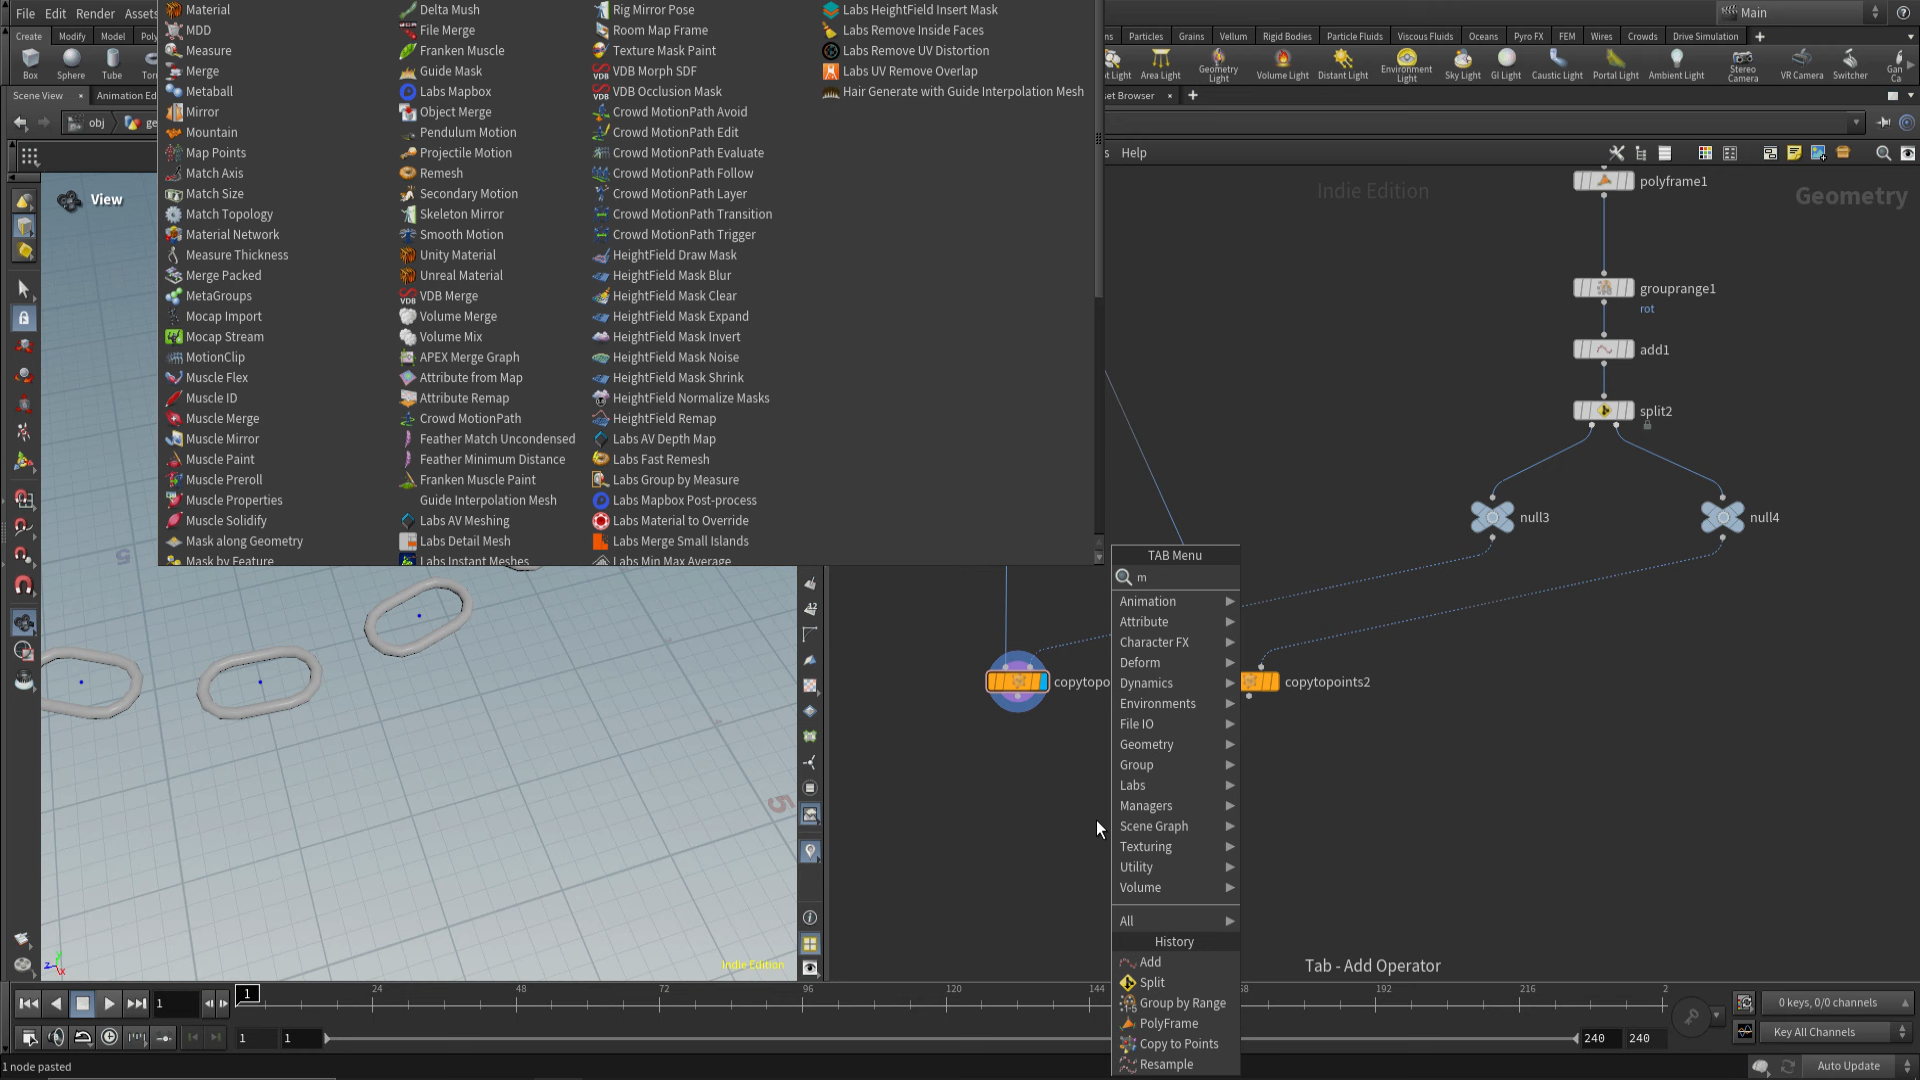 File Edit Render Assets
Main
Create Modify Model Pol
Particles Grains Vellum Rigid Bodies Particle Fluids Viscous Fluids Oceans Pyro FX FEM Wires Crowds Drive Simulation
Box Sphere Tube
Area Light Geometry Light Volume Light Distant Light Environment Light Sky Light GI Light Caustic Light Portal Light Ambient Light Stereo Camera VR Camera Switcher
Scene View Animation Ed
set Browser
obj
Help
View
Material
MDD
Measure
Merge
Metaball
Mirror
Mountain
Map Points
Match Axis
Match Size
Match Topology
Material Network
Measure Thickness
Merge Packed
MetaGroups
Mocap Import
Mocap Stream
MotionClip
Muscle Flex
Muscle ID
Muscle Merge
Muscle Mirror
Muscle Paint
Muscle Preroll
Muscle Properties
Muscle Solidify
Mask along Geometry
Mask by Feature
Delta Mush
File Merge
Franken Muscle
Guide Mask
Labs Mapbox
Object Merge
Pendulum Motion
Projectile Motion
Remesh
Secondary Motion
Skeleton Mirror
Smooth Motion
Unity Material
Unreal Material
VDB Merge
Volume Merge
Volume Mix
APEX Merge Graph
Attribute from Map
Attribute Remap
Crowd MotionPath
Feather Match Uncondensed
Feather Minimum Distance
Franken Muscle Paint
Guide Interpolation Mesh
Labs AV Meshing
Labs Detail Mesh
Labs Instant Meshes
Rig Mirror Pose
Room Map Frame
Texture Mask Paint
VDB Morph SDF
VDB Occlusion Mask
Crowd MotionPath Avoid
Crowd MotionPath Edit
Crowd MotionPath Evaluate
Crowd MotionPath Follow
Crowd MotionPath Layer
Crowd MotionPath Transition
Crowd MotionPath Trigger
HeightField Draw Mask
HeightField Mask Blur
HeightField Mask Clear
HeightField Mask Expand
HeightField Mask Invert
HeightField Mask Noise
HeightField Mask Shrink
HeightField Normalize Masks
HeightField Remap
Labs AV Depth Map
Labs Fast Remesh
Labs Group by Measure
Labs Mapbox Post-process
Labs Material to Override
Labs Merge Small Islands
Labs Min Max Average
Labs HeightField Insert Mask
Labs Remove Inside Faces
Labs Remove UV Distortion
Labs UV Remove Overlap
Hair Generate with Guide Interpolation Mesh
Indie Edition
Geometry
polyframe1
grouprange1
rot
add1
split2
null3
null4
copytopo
copytopoints2
TAB Menu
m
Animation
Attribute
Character FX
Deform
Dynamics
Environments
File IO
Geometry
Group
Labs
Managers
Scene Graph
Texturing
Utility
Volume
All
History
Add
Split
Group by Range
PolyFrame
Copy to Points
Resample
5
5
z x
Indie Edition
Tab - Add Operator
1
1 24 48 72 96 120 144 68 192 216 2
0 keys, 0/0 channels
1 1 240 240
Key All Channels
1 node pasted
Auto Update